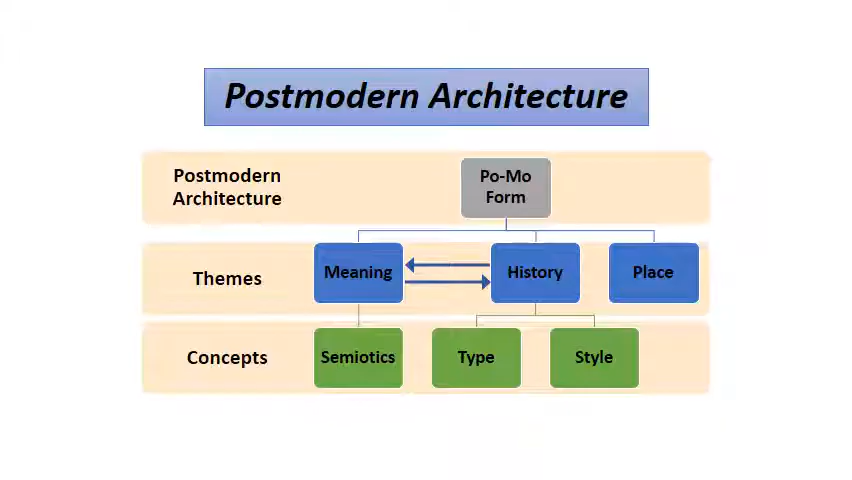 Postmodern Architecture
Postmodern
Architecture
Po-Mo
Form
Themes
Meaning
History
Place
Concepts
Semiotics
Type
Style